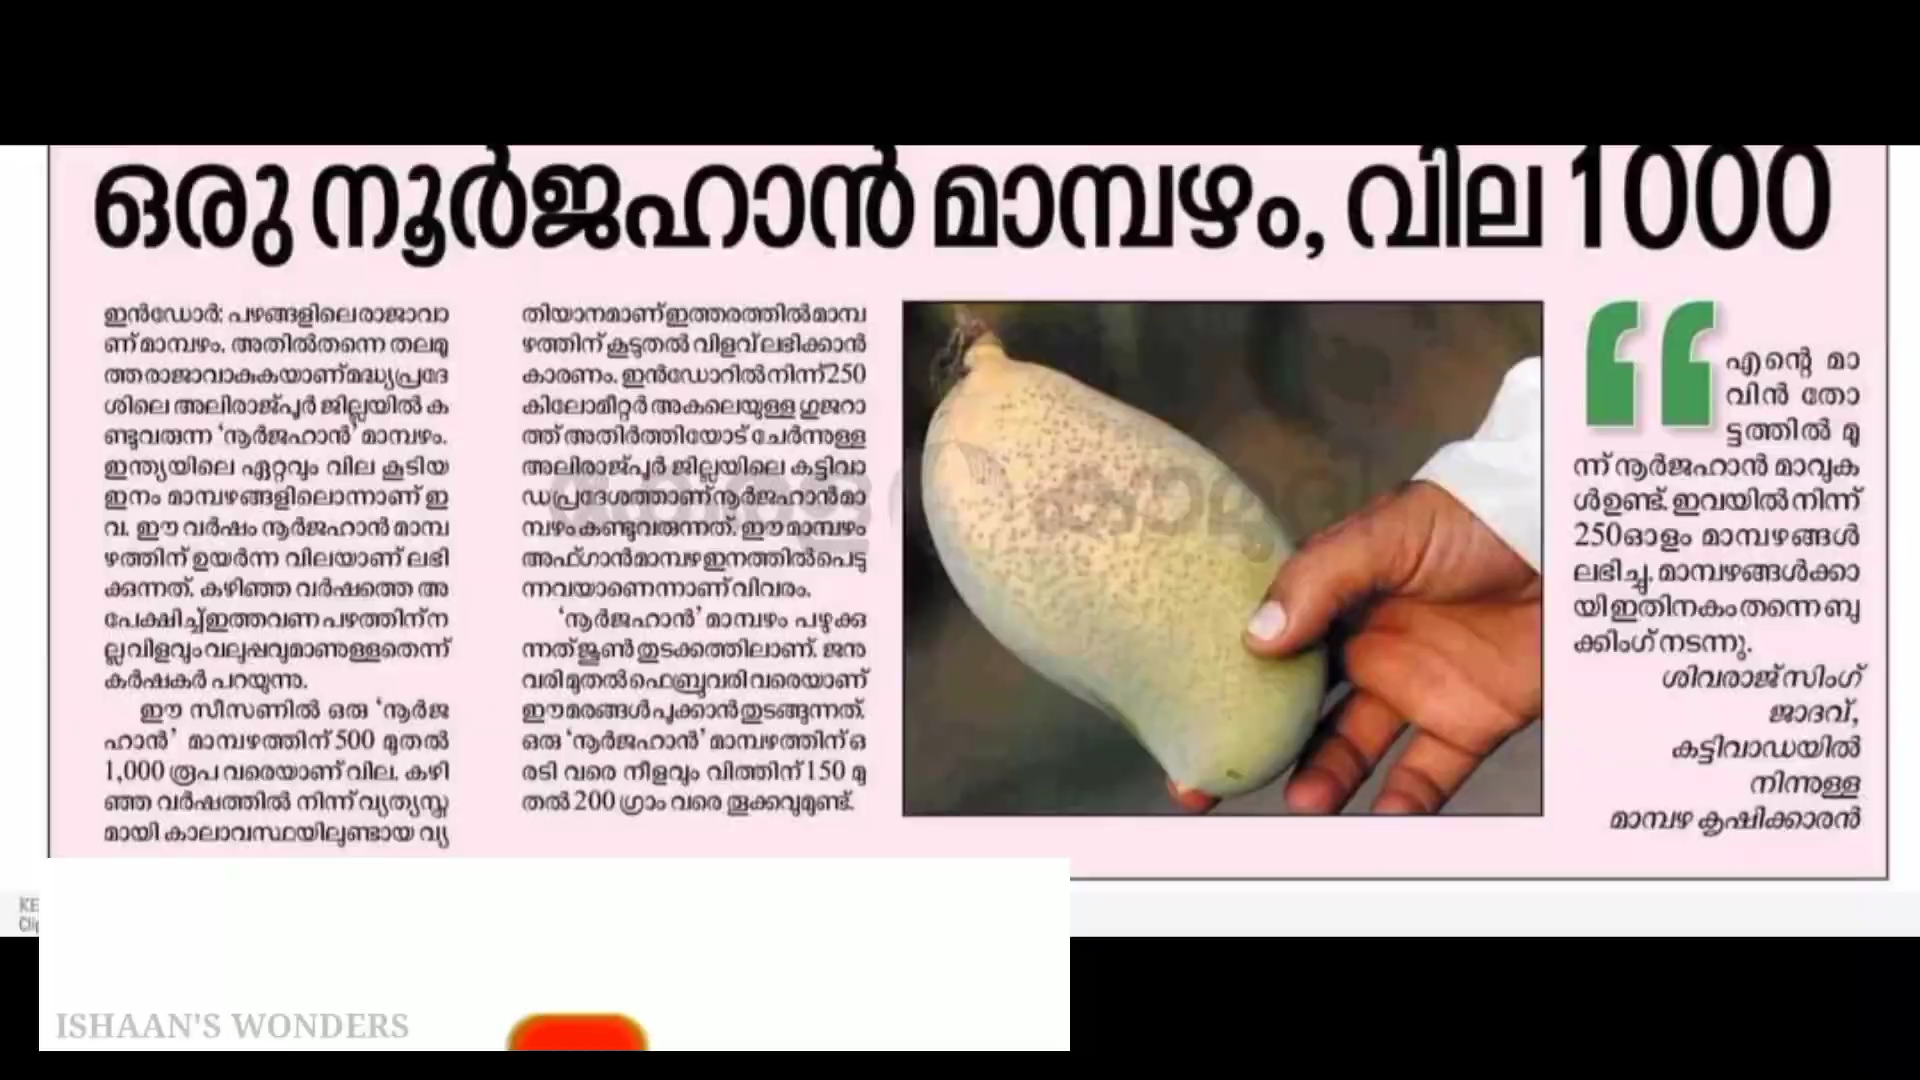 ഒരു നൂർജഹാൻ മാമ്പഴം, വില 1000
ഇൻഡോർ: പഴങ്ങളിലെ രാജാവാ
ണ് മാമ്പഴം. അതിൽതന്നെ തലമൂ
ത്ത രാജാവാകുകയാണ് മദ്ധ്യപ്രദേ
ശിലെ അലിരാജ്പൂർ ജില്ലയിൽ ക
ണ്ടുവരുന്ന ‘നൂർജഹാൻ’ മാമ്പഴം.
ഇന്ത്യയിലെ ഏറ്റവും വില കൂടിയ
ഇനം മാമ്പഴങ്ങളിലൊന്നാണ് ഇ
വ. ഈ വർഷം നൂർജഹാൻ മാമ്പ
ഴത്തിന് ഉയർന്ന വിലയാണ് ലഭി
ക്കുന്നത്. കഴിഞ്ഞ വർഷത്തെ അ
പേക്ഷിച്ച് ഇത്തവണ പഴത്തിന് ന
ല്ല വിളവും വലുപ്പവുമാണുള്ളതെന്ന്
കർഷകർ പറയുന്നു.
ഈ സീസണിൽ ഒരു ‘നൂർജ
ഹാൻ’ മാമ്പഴത്തിന് 500 മുതൽ
1,000 രൂപ വരെയാണ് വില. കഴി
ഞ്ഞ വർഷത്തിൽ നിന്ന് വ്യത്യസ്ത
മായി കാലാവസ്ഥയിലുണ്ടായ വ്യ
തിയാനമാണ് ഇത്തരത്തിൽ മാമ്പ
ഴത്തിന് കൂടുതൽ വിളവ് ലഭിക്കാൻ
കാരണം. ഇൻഡോറിൽ നിന്ന് 250
കിലോമീറ്റർ അകലെയുള്ള ഗുജറാ
ത്ത് അതിർത്തിയോട് ചേർന്നുള്ള
അലിരാജ്പൂർ ജില്ലയിലെ കട്ടിവാ
ഡ പ്രദേശത്താണ് നൂർജഹാൻ മാ
മ്പഴം കണ്ടുവരുന്നത്. ഈ മാമ്പഴം
അഫ്ഗാൻ മാമ്പഴ ഇനത്തിൽപെട്ടു
ന്നവയാണെന്നാണ് വിവരം.
‘നൂർജഹാൻ’ മാമ്പഴം പഴുക്കു
ന്നത് ജൂൺ തുടക്കത്തിലാണ്. ജനു
വരി മുതൽ ഫെബ്രുവരി വരെയാണ്
ഈ മരങ്ങൾ പൂക്കാൻ തുടങ്ങുന്നത്.
ഒരു ‘നൂർജഹാൻ’ മാമ്പഴത്തിന് ഒ
രടി വരെ നീളവും വിത്തിന് 150 മു
തൽ 200 ഗ്രാം വരെ തൂക്കവുമുണ്ട്.
“എന്റെ മാ
വിൻ തോ
ട്ടത്തിൽ മൂ
ന്ന് നൂർജഹാൻ മാവുക
ൾ ഉണ്ട്. ഇവയിൽ നിന്ന്
250ഓളം മാമ്പഴങ്ങൾ
ലഭിച്ചു. മാമ്പഴങ്ങൾക്കാ
യി ഇതിനകം തന്നെ ബു
ക്കിംഗ് നടന്നു.
ശിവരാജ് സിംഗ്
ജാദവ്,
കട്ടിവാഡയിൽ
നിന്നുള്ള
മാമ്പഴ കൃഷിക്കാരൻ
ISHAAN'S WONDERS